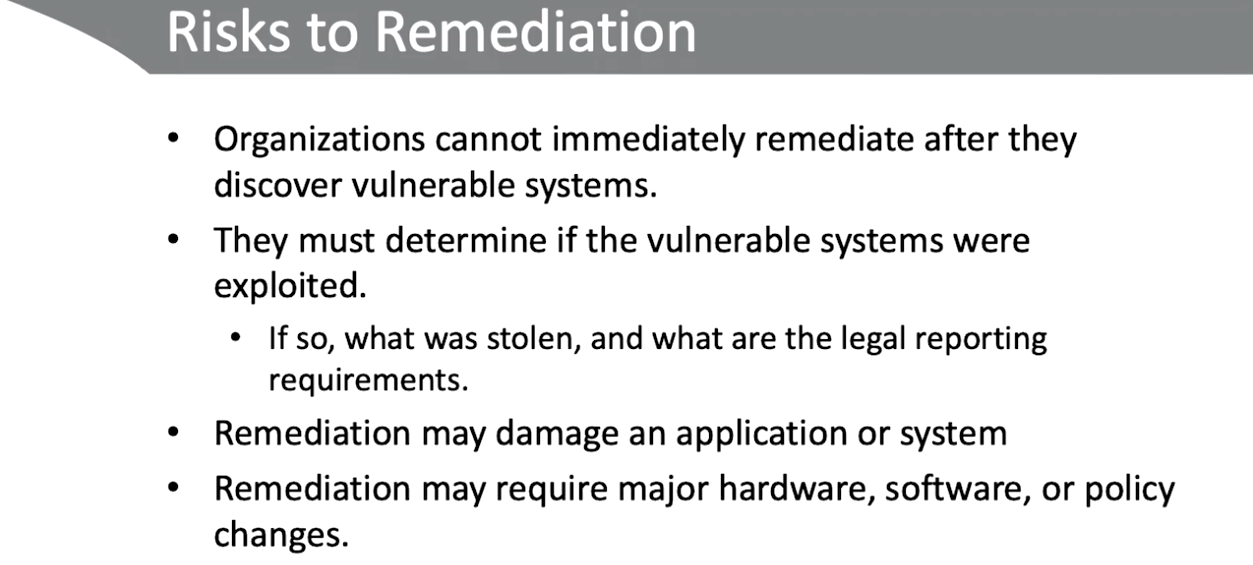 Risks to Remediation
• Organizations cannot immediately remediate after they
discover vulnerable systems.
• They must determine if the vulnerable systems were
exploited.
• If so, what was stolen, and what are the legal reporting
requirements.
• Remediation may damage an application or system
• Remediation may require major hardware, software, or policy
changes.